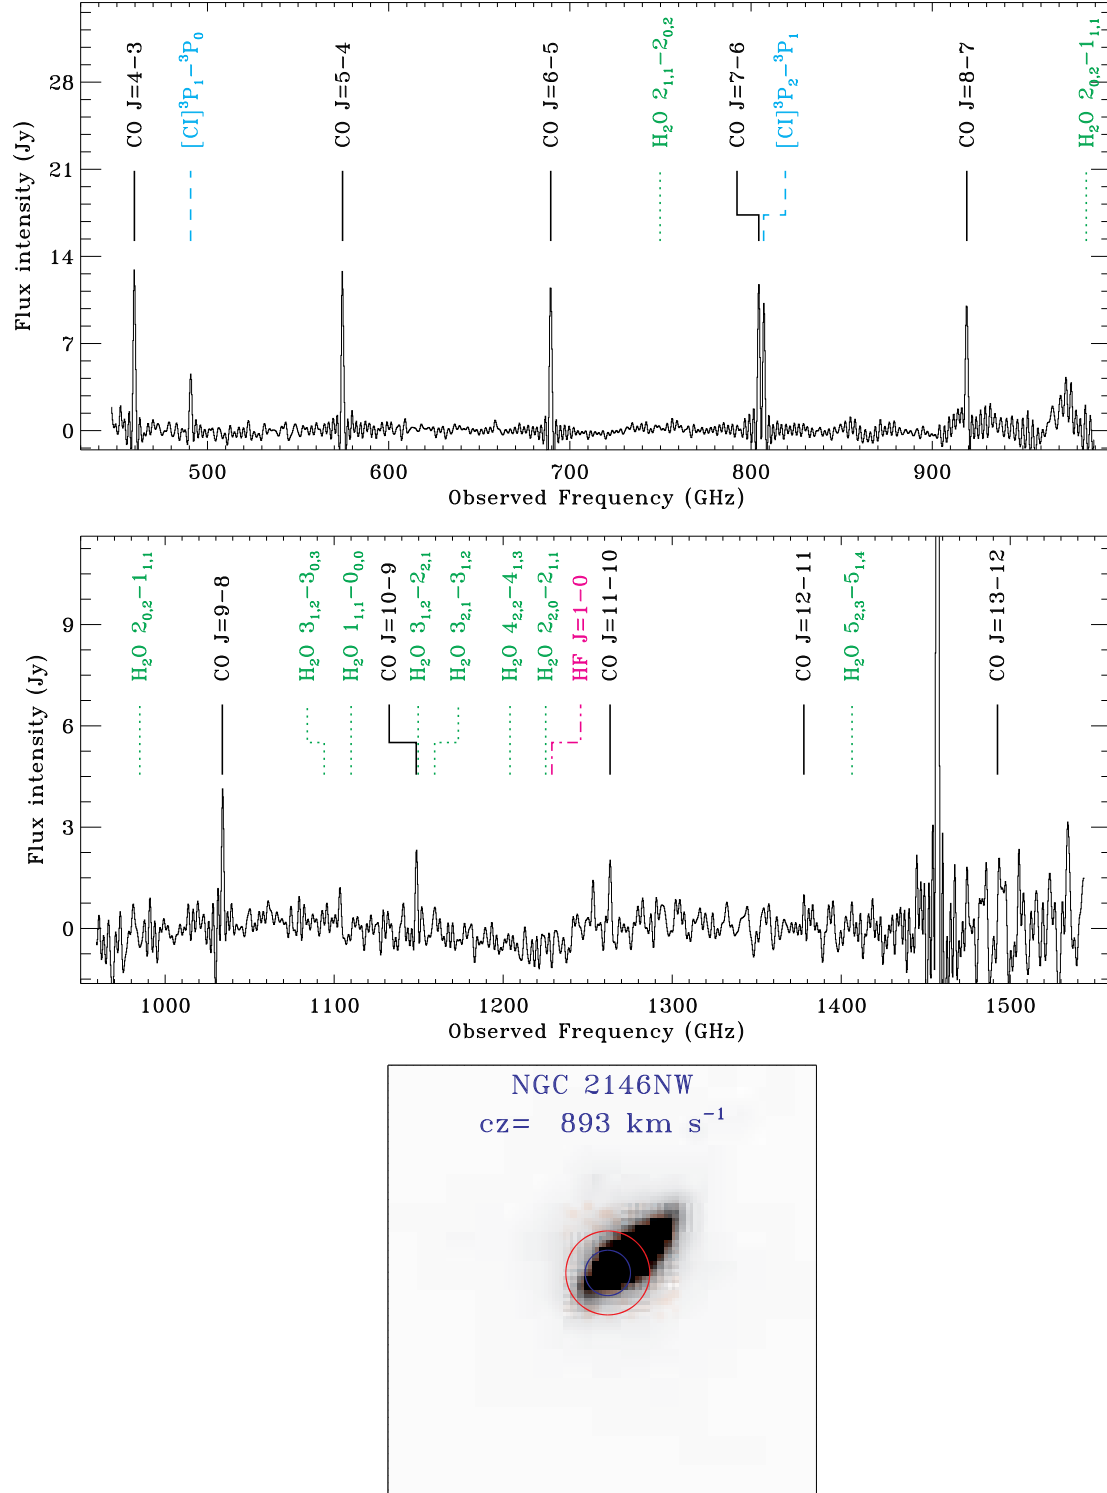 CO J=4−3
[CI]³P₁−³P₀
CO J=5−4
CO J=6−5
H₂O 2₁,₁−2₀,₂
CO J=7−6
[CI]³P₂−³P₁
CO J=8−7
H₂O 2₀,₂−1₁,₁
Flux intensity (Jy)
28
21
14
7
0
500 600 700 800 900
Observed Frequency (GHz)
H₂O 2₀,₂−1₁,₁
CO J=9−8
H₂O 3₁,₂−3₀,₃
H₂O 1₁,₁−0₀,₀
CO J=10−9
H₂O 3₁,₂−2₂,₁
H₂O 3₂,₁−3₁,₂
H₂O 4₂,₂−4₁,₃
H₂O 2₂,₀−2₁,₁
HF J=1−0
CO J=11−10
CO J=12−11
H₂O 5₂,₃−5₁,₄
CO J=13−12
Flux intensity (Jy)
9
6
3
0
1000 1100 1200 1300 1400 1500
Observed Frequency (GHz)
NGC 2146NW
cz= 893 km s⁻¹